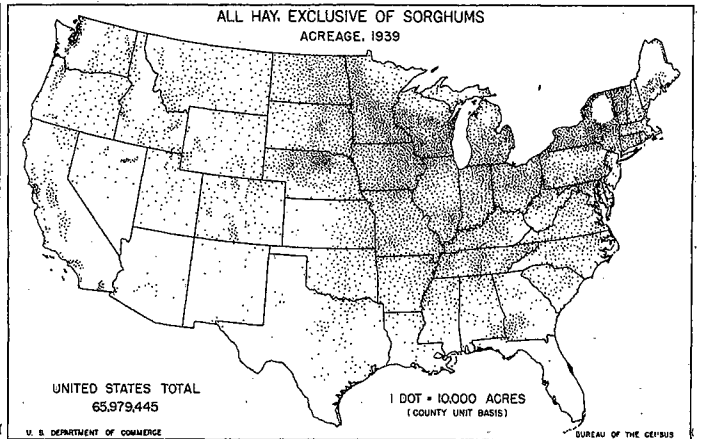 ALL HAY, EXCLUSIVE OF SORGHUMS
ACREAGE, 1939
UNITED STATES TOTAL
65,979,445
1 DOT = 10,000 ACRES
(COUNTY UNIT BASIS)
U. S. DEPARTMENT OF COMMERCE
BUREAU OF THE CENSUS